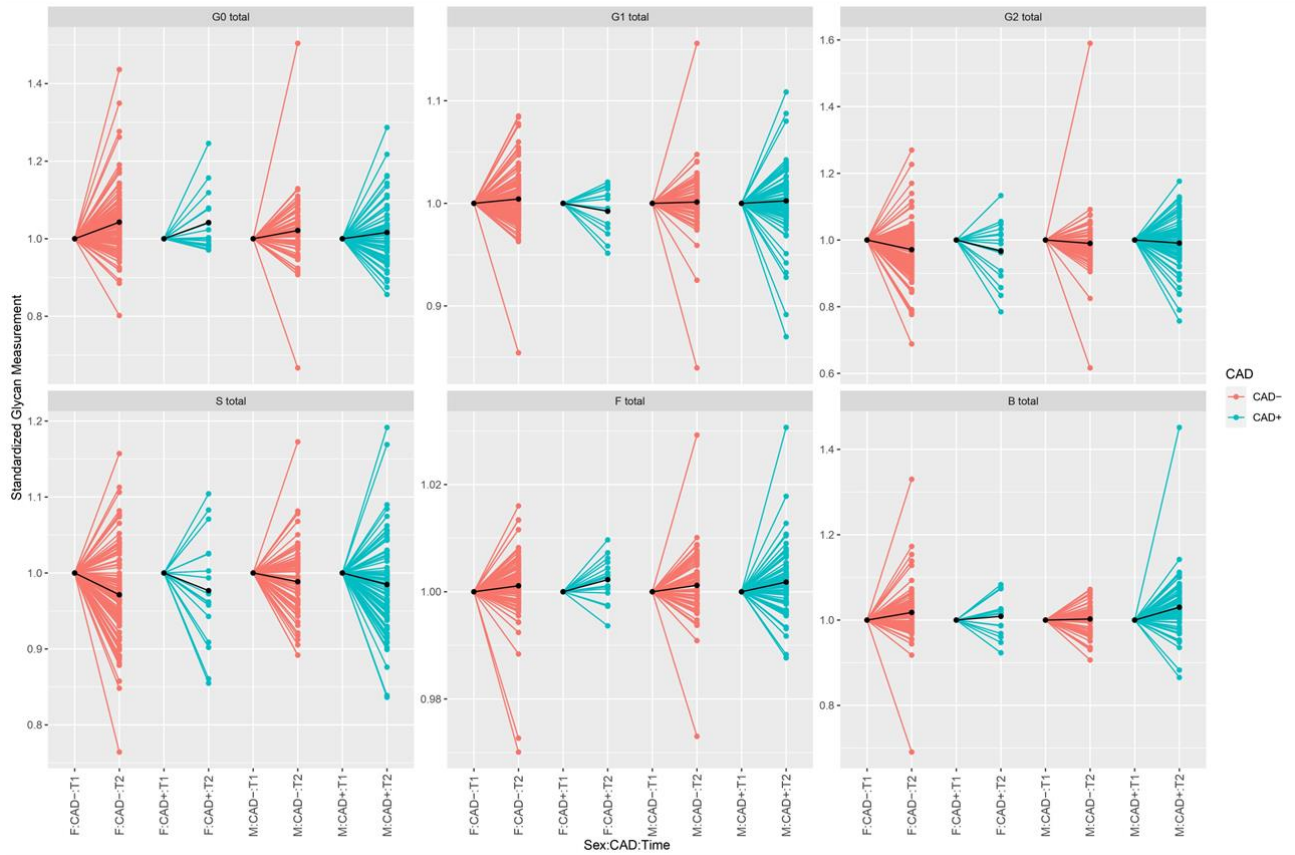 G0 total
G1 total
G2 total
1.4
1.2
1.0
0.8
1.1
1.0
0.9
1.6
1.4
1.2
1.0
0.8
0.6
Standardized Glycan Measurement
CAD
CAD−
CAD+
S total
F total
B total
1.2
1.1
1.0
0.9
0.8
1.02
1.00
0.98
1.4
1.2
1.0
0.8
F:CAD−:T1
F:CAD−:T2
F:CAD+:T1
F:CAD+:T2
M:CAD−:T1
M:CAD−:T2
M:CAD+:T1
M:CAD+:T2
F:CAD−:T1
F:CAD−:T2
F:CAD+:T1
F:CAD+:T2
M:CAD−:T1
M:CAD−:T2
M:CAD+:T1
M:CAD+:T2
F:CAD−:T1
F:CAD−:T2
F:CAD+:T1
F:CAD+:T2
M:CAD−:T1
M:CAD−:T2
M:CAD+:T1
M:CAD+:T2
Sex:CAD:Time